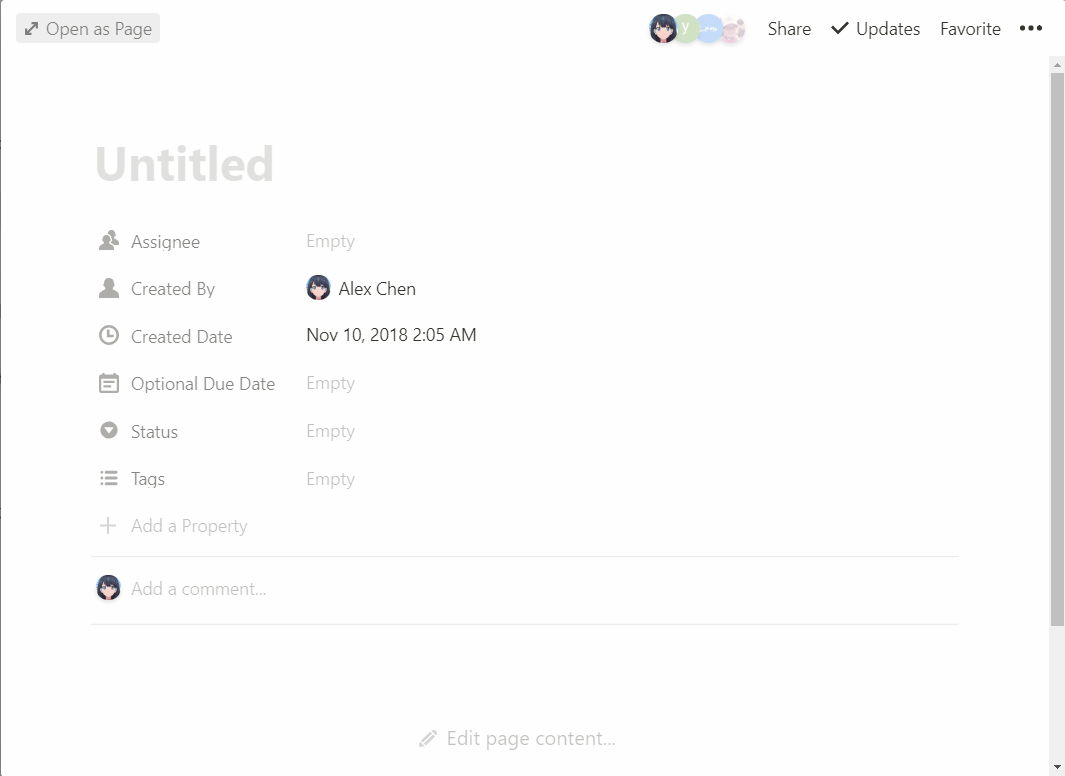 Open as Page
y
Share
Updates
Favorite
Untitled
Assignee Empty
Created By Alex Chen
Created Date Nov 10, 2018 2:05 AM
Optional Due Date Empty
Status Empty
Tags Empty
Add a Property
Add a comment...
Edit page content...